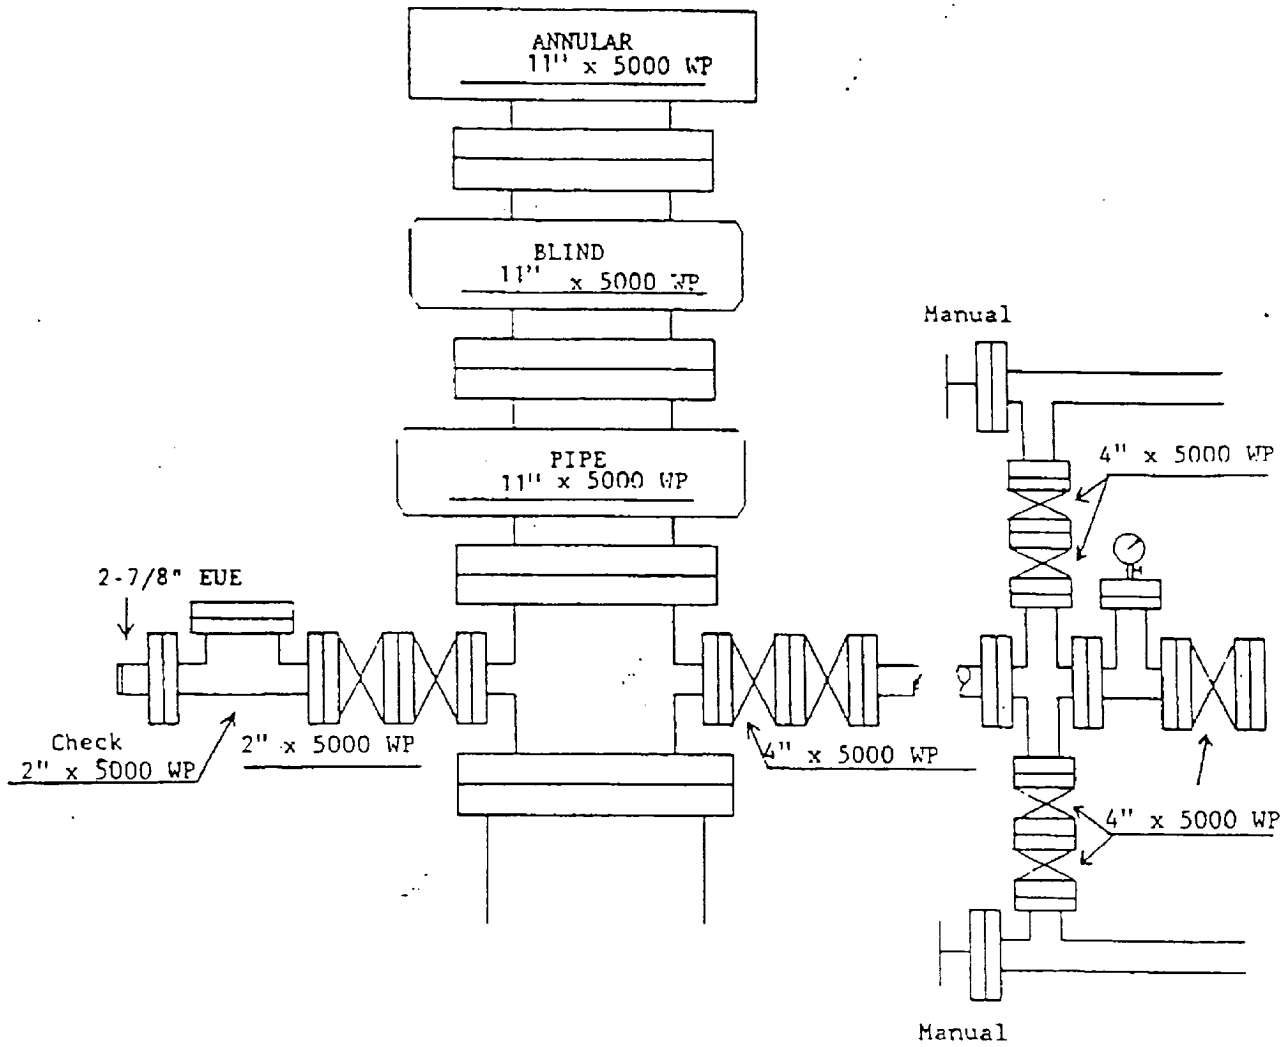 ANNULAR
11" x 5000 WP
BLIND
11" x 5000 WP
PIPE
11" x 5000 WP
Manual
4" x 5000 WP
2-7/8" EUE
Check
2" x 5000 WP
2" x 5000 WP
4" x 5000 WP
4" x 5000 WP
Manual